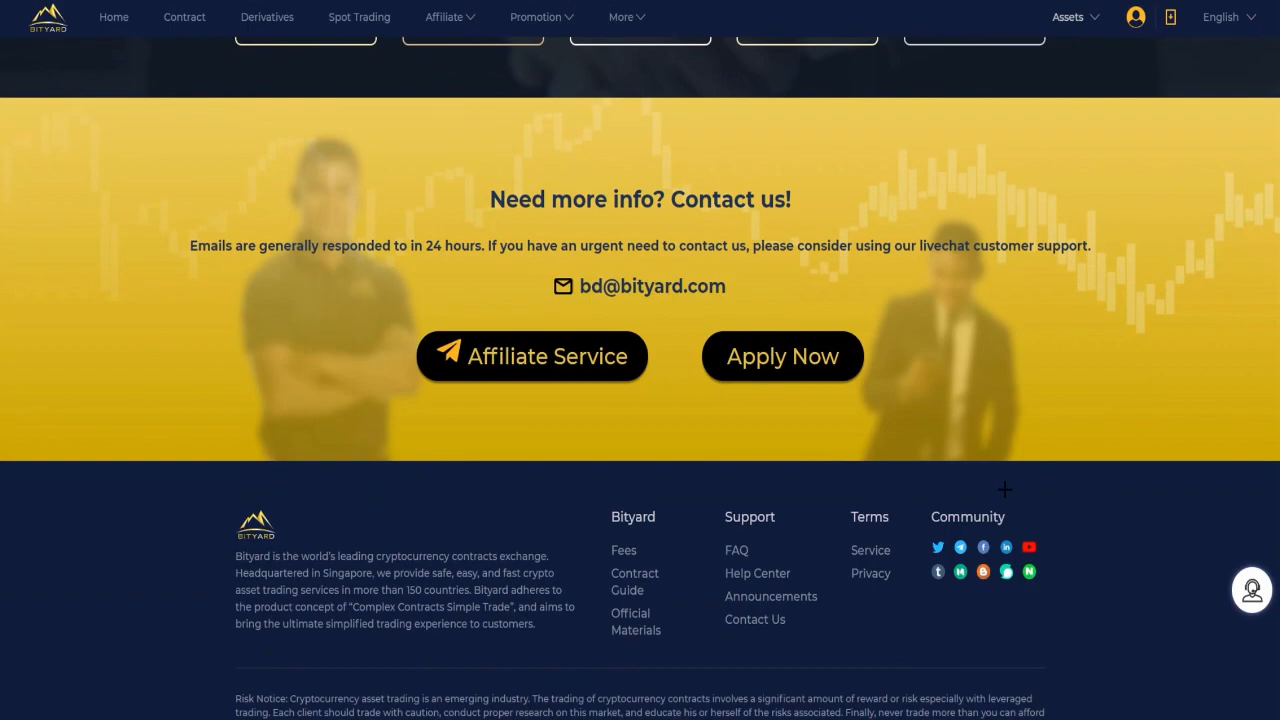 BITYARD
Home Contract Derivatives Spot Trading Affiliate Promotion More Assets English
Need more info? Contact us!
Emails are generally responded to in 24 hours. If you have an urgent need to contact us, please consider using our livechat customer support.
bd@bityard.com
Affiliate Service Apply Now
BITYARD
Bityard is the world's leading cryptocurrency contracts exchange.
Headquartered in Singapore, we provide safe, easy, and fast crypto
asset trading services in more than 150 countries. Bityard adheres to
the product concept of “Complex Contracts Simple Trade”, and aims to
bring the ultimate simplified trading experience to customers.
Bityard
Fees
Contract
Guide
Official
Materials
Support
FAQ
Help Center
Announcements
Contact Us
Terms
Service
Privacy
Community
Risk Notice: Cryptocurrency asset trading is an emerging industry. The trading of cryptocurrency contracts involves a significant amount of reward or risk especially with leveraged
trading. Each client should trade with caution, conduct proper research on this market, and educate his or herself of the risks associated. Finally, never trade more than you can afford